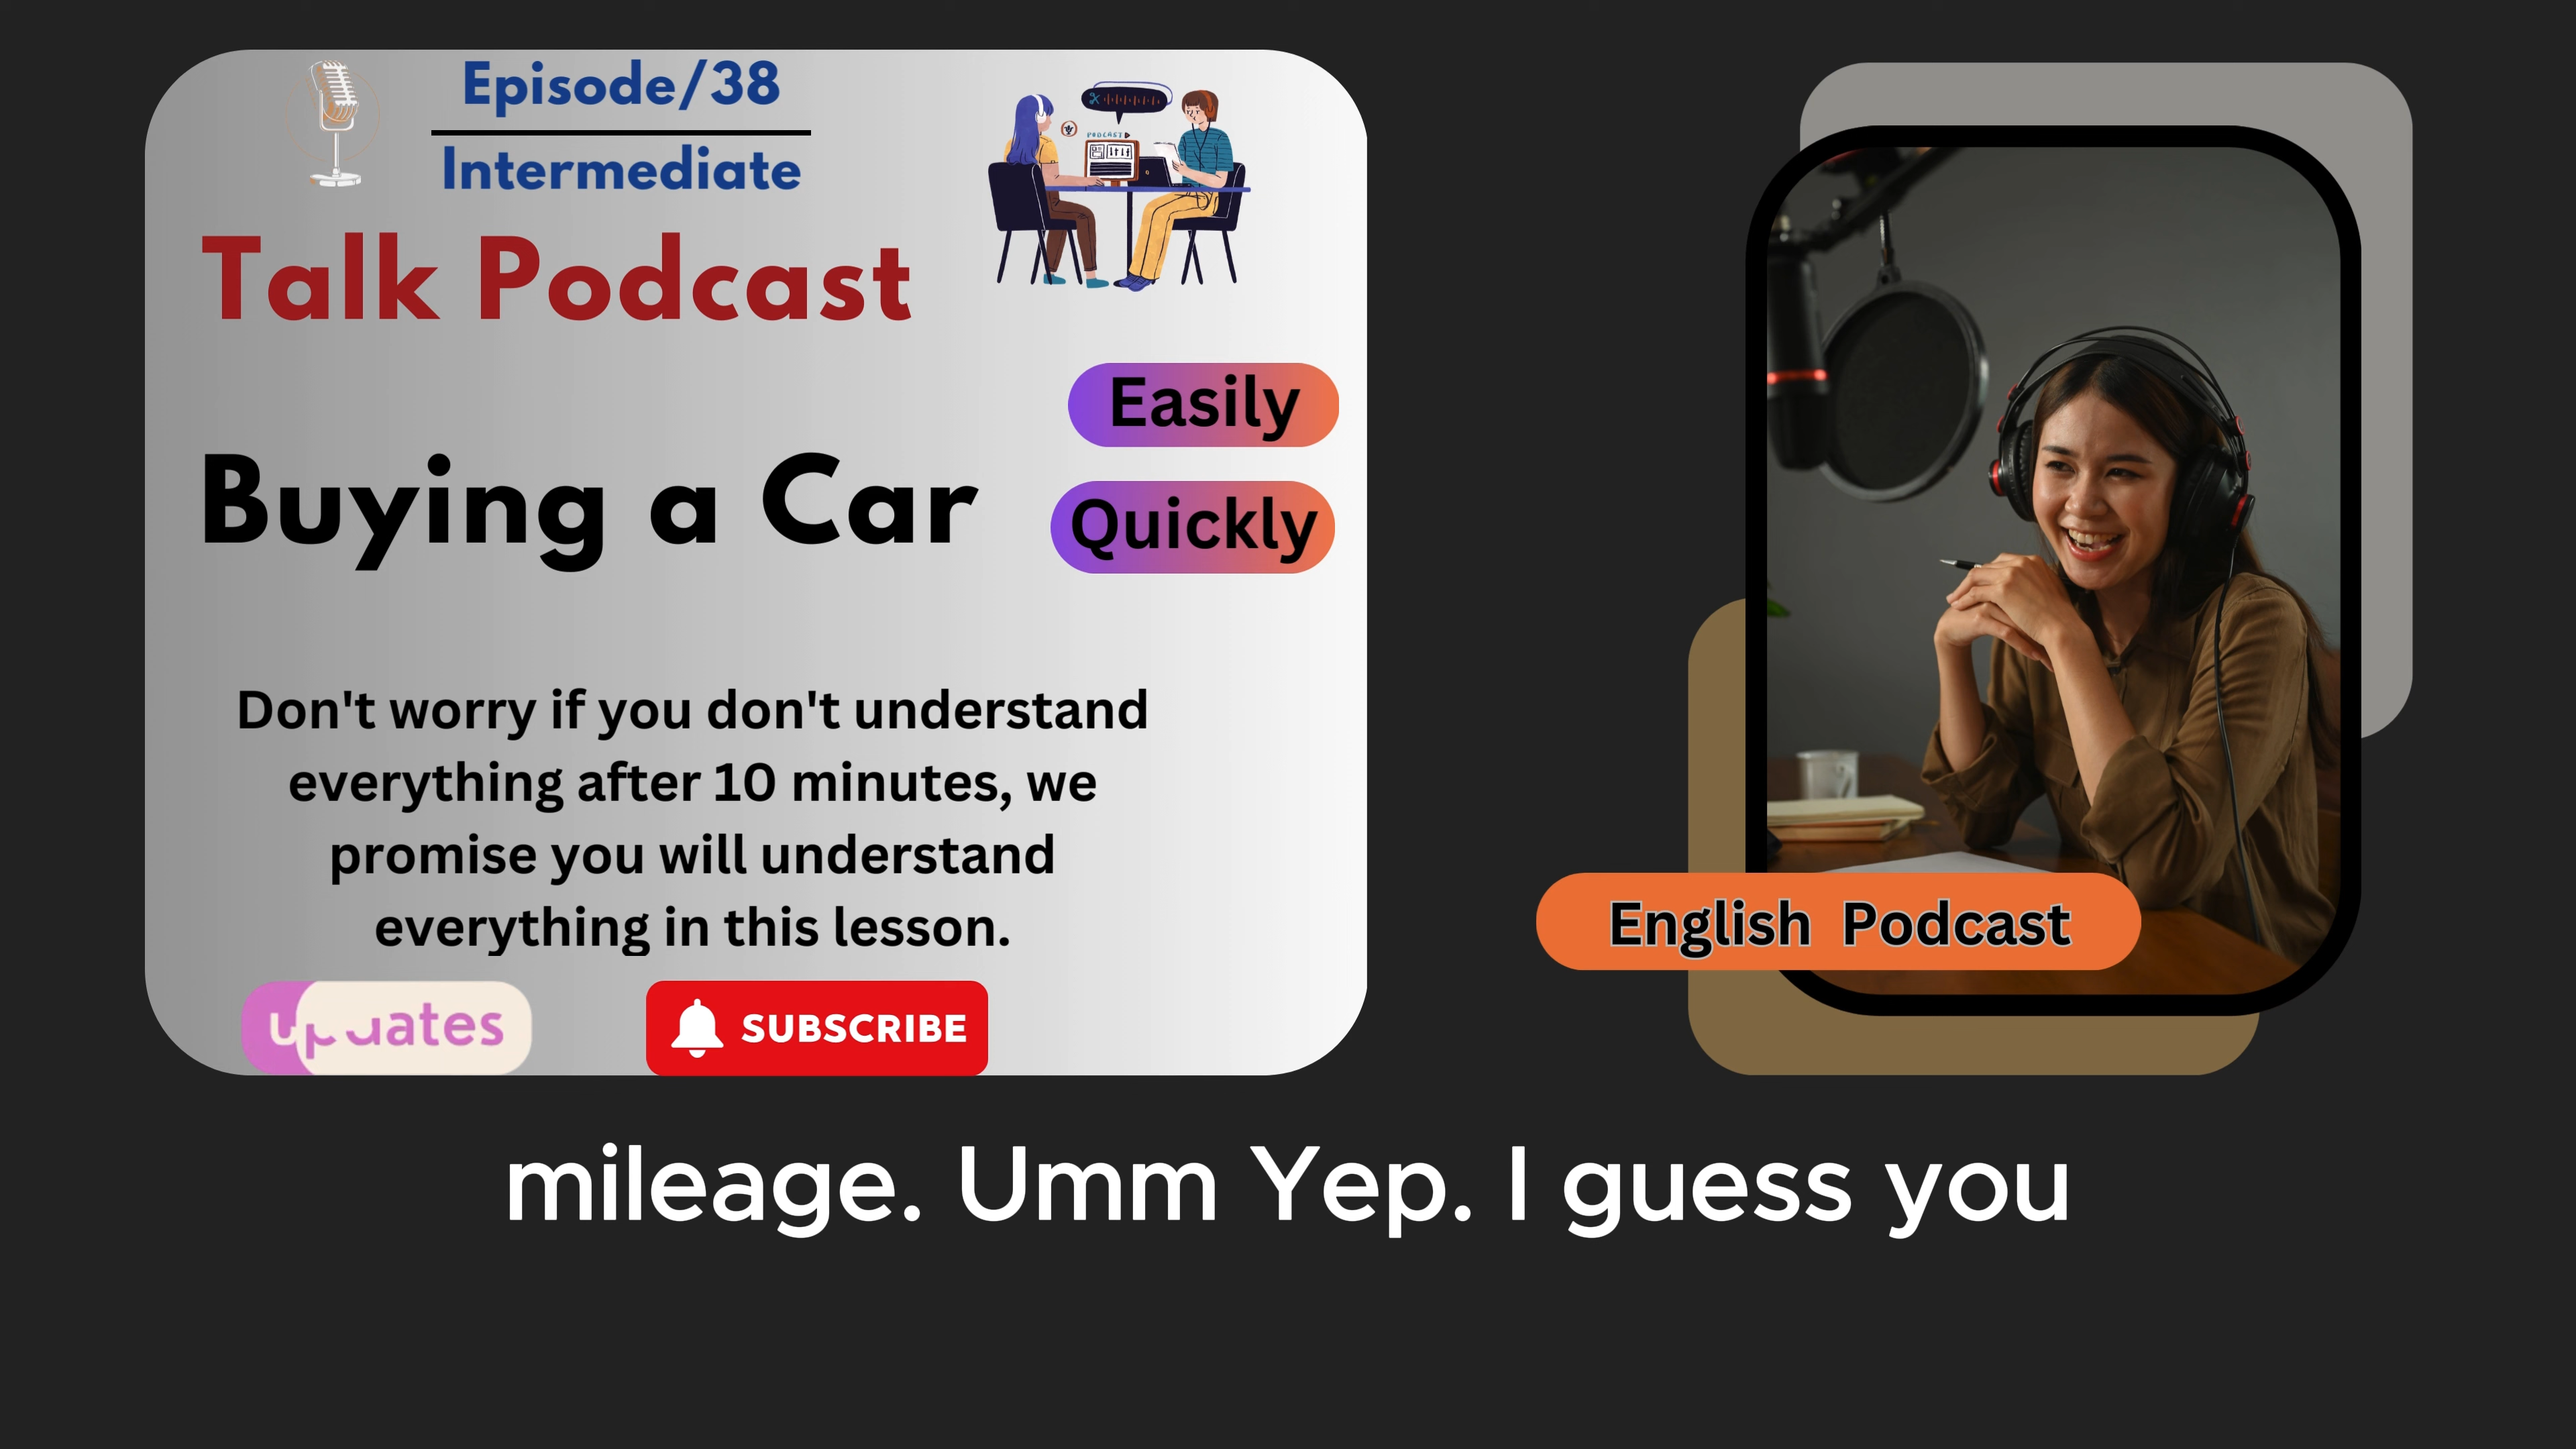 Episode/38
Intermediate
Talk Podcast
PODCAST
Easily
Buying a Car
Quickly
Don't worry if you don't understand
everything after 10 minutes, we
promise you will understand
everything in this lesson.
SUBSCRIBE
English Podcast
mileage. Umm Yep. I guess you